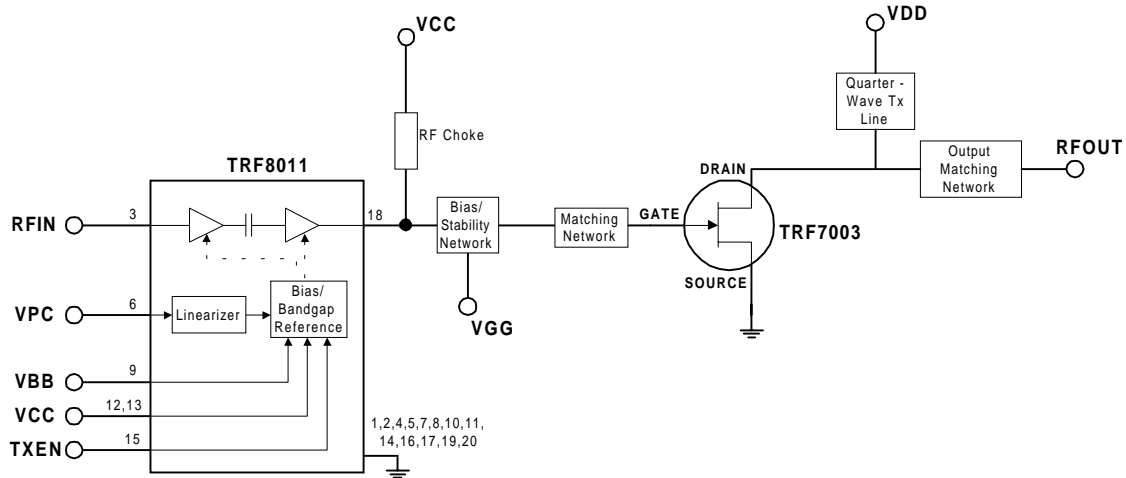 VCC
VDD
RF Choke
Quarter -
Wave Tx
Line
TRF8011
Output
Matching
Network
RFOUT
DRAIN
RFIN
3
18
Bias/
Stability
Network
Matching
Network
GATE
TRF7003
SOURCE
VGG
VPC
6
Linearizer
Bias/
Bandgap
Reference
VBB
9
VCC
12,13
TXEN
15
1,2,4,5,7,8,10,11,
14,16,17,19,20